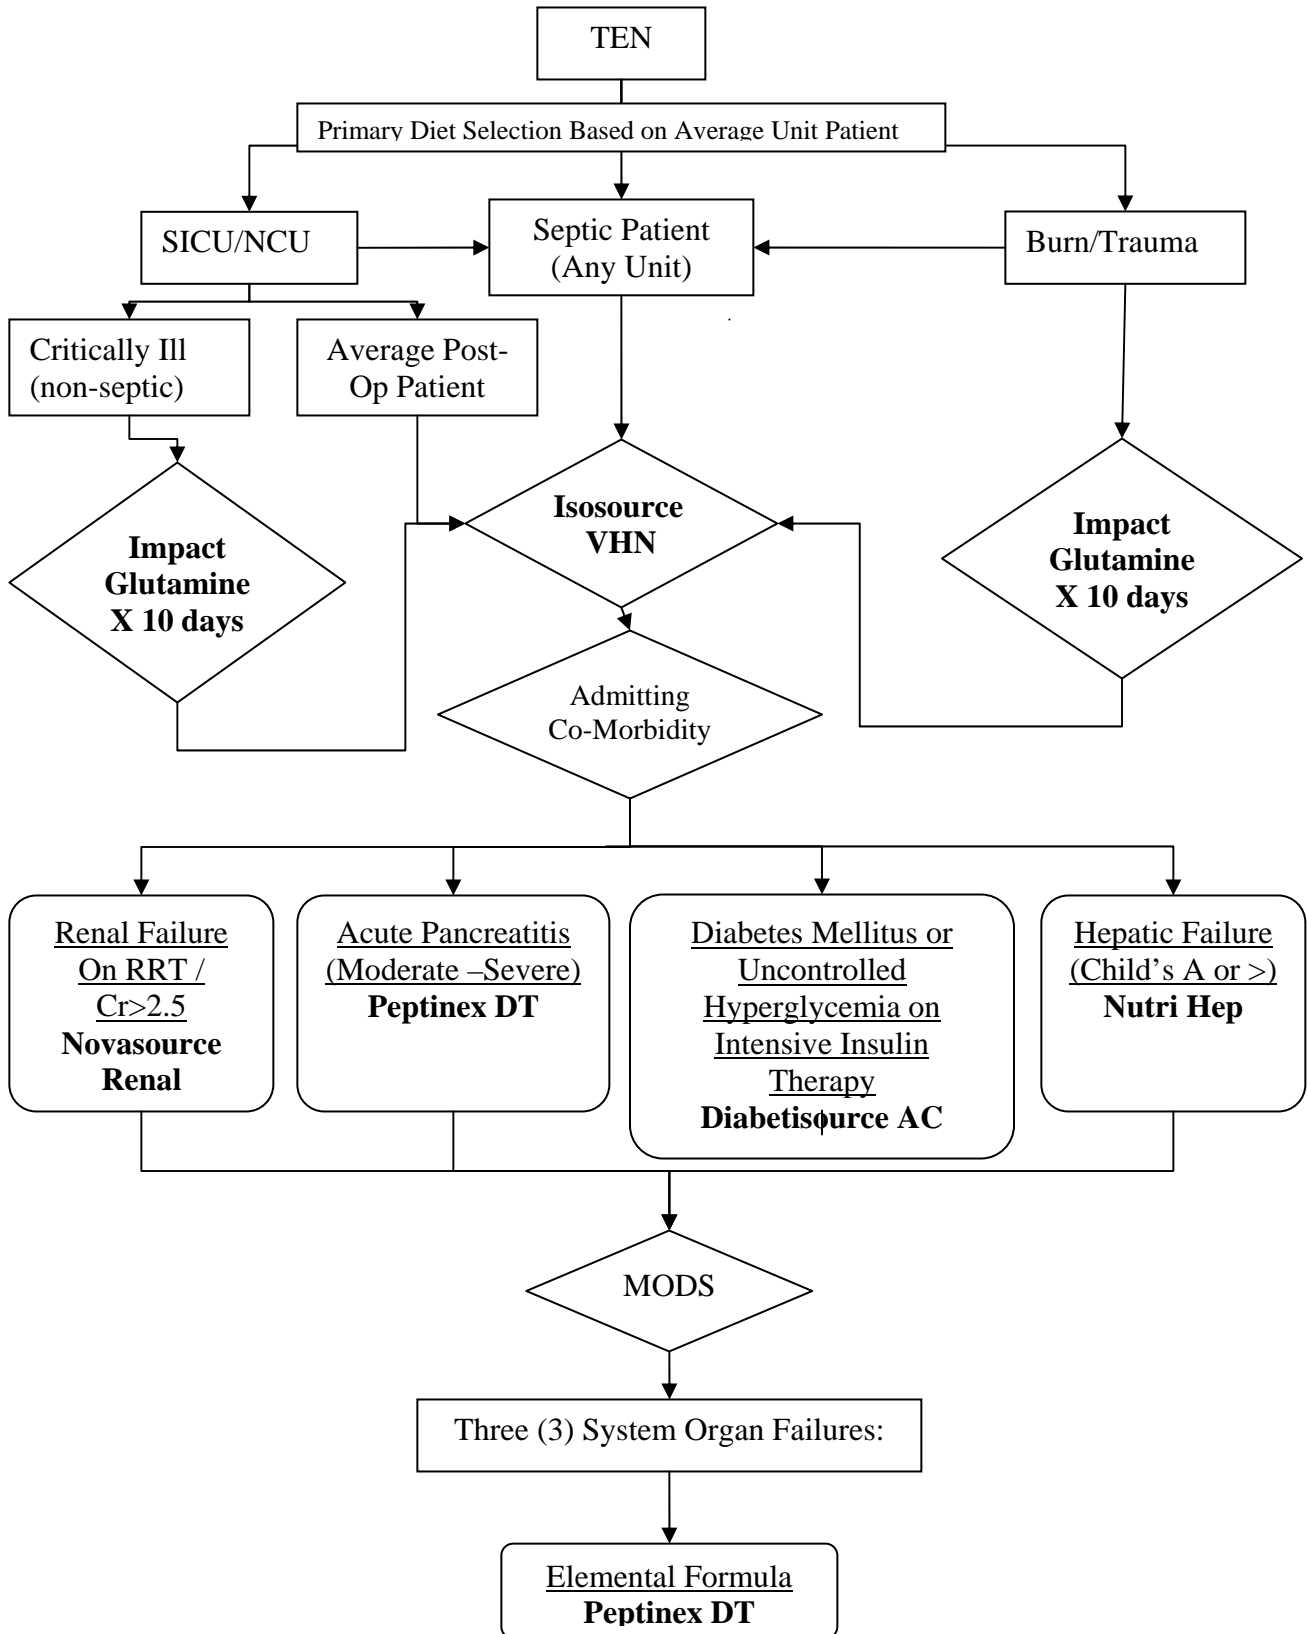 TEN
Primary Diet Selection Based on Average Unit Patient
SICU/NCU
Septic Patient
(Any Unit)
Burn/Trauma
Critically Ill
(non-septic)
Average Post-
Op Patient
Impact
Glutamine
X 10 days
Isosource
VHN
Impact
Glutamine
X 10 days
Admitting
Co-Morbidity
Renal Failure
On RRT /
Cr>2.5
Novasource
Renal
Acute Pancreatitis
(Moderate –Severe)
Peptinex DT
Diabetes Mellitus or
Uncontrolled
Hyperglycemia on
Intensive Insulin
Therapy
Diabetisource AC
Hepatic Failure
(Child’s A or >)
Nutri Hep
MODS
Three (3) System Organ Failures:
Elemental Formula
Peptinex DT